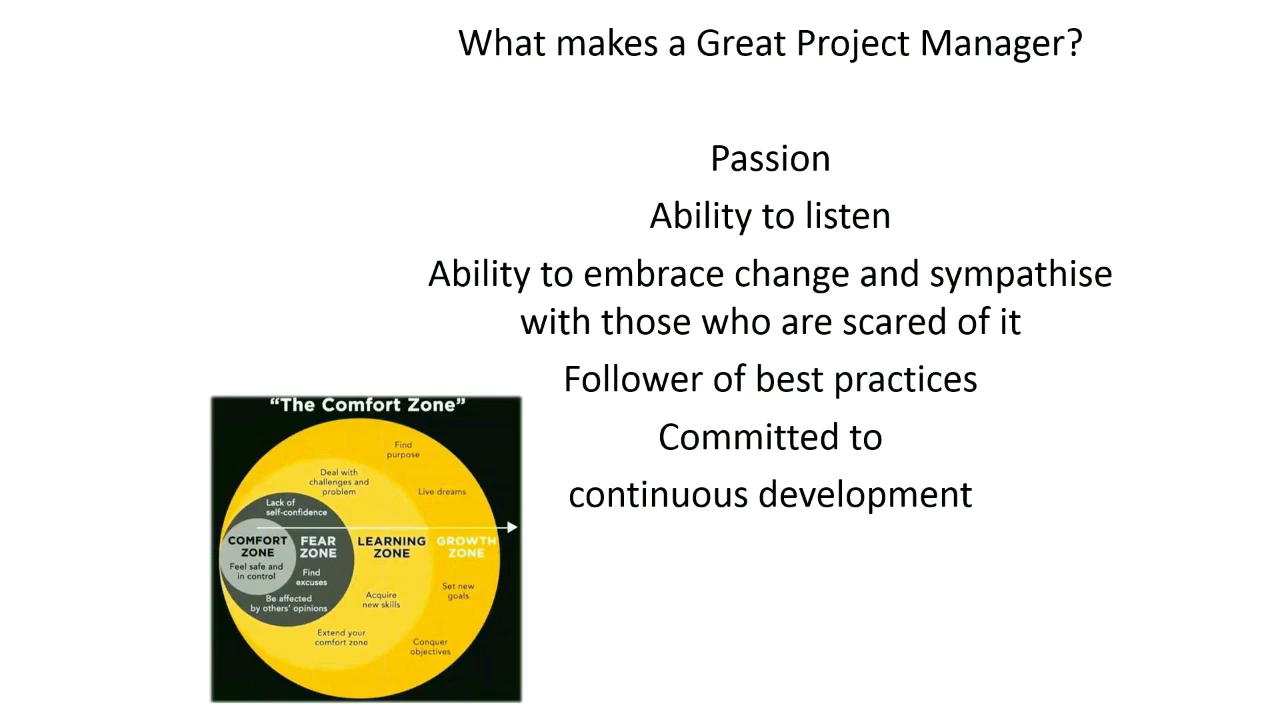 What makes a Great Project Manager?
Passion
Ability to listen
Ability to embrace change and sympathise
with those who are scared of it
Follower of best practices
Committed to
continuous development
“The Comfort Zone”
Find
purpose
Deal with
challenges and
problem
Live dreams
Lack of
self-confidence
COMFORT
ZONE
Feel safe and
in control
FEAR
ZONE
Find
excuses
Be affected
by others’ opinions
LEARNING
ZONE
Acquire
new skills
Extend your
comfort zone
GROWTH
ZONE
Set new
goals
Conquer
objectives